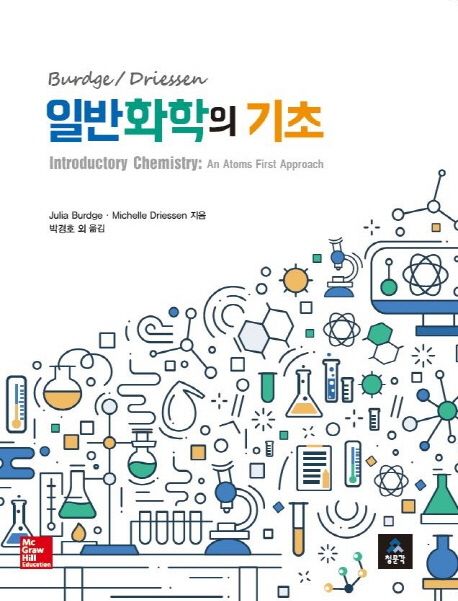 Burdge / Driessen
일반화학의 기초
Introductory Chemistry: An Atoms First Approach
Julia Burdge · Michelle Driessen 지음
박경호 외 옮김
Mc
Graw
Hill
Education
청문각